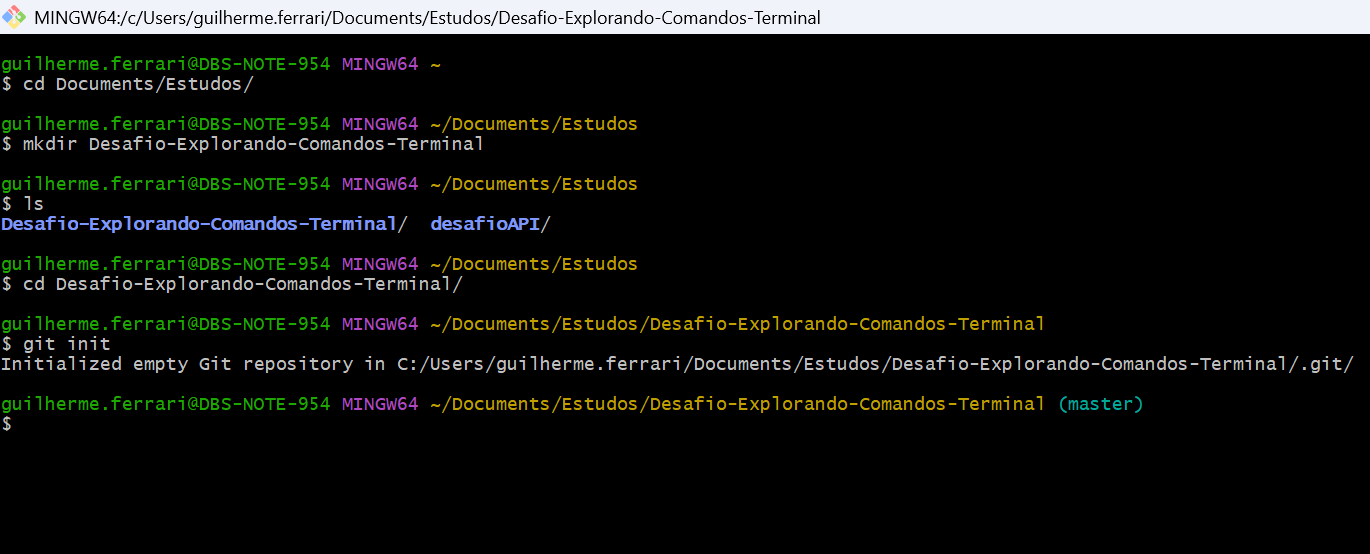 MINGW64:/c/Users/guilherme.ferrari/Documents/Estudos/Desafio-Explorando-Comandos-Terminal
guilherme.ferrari@DBS-NOTE-954 MINGW64 ~
$ cd Documents/Estudos/
guilherme.ferrari@DBS-NOTE-954 MINGW64 ~/Documents/Estudos
$ mkdir Desafio-Explorando-Comandos-Terminal
guilherme.ferrari@DBS-NOTE-954 MINGW64 ~/Documents/Estudos
$ ls
Desafio-Explorando-Comandos-Terminal/  desafioAPI/
guilherme.ferrari@DBS-NOTE-954 MINGW64 ~/Documents/Estudos
$ cd Desafio-Explorando-Comandos-Terminal/
guilherme.ferrari@DBS-NOTE-954 MINGW64 ~/Documents/Estudos/Desafio-Explorando-Comandos-Terminal
$ git init
Initialized empty Git repository in C:/Users/guilherme.ferrari/Documents/Estudos/Desafio-Explorando-Comandos-Terminal/.git/
guilherme.ferrari@DBS-NOTE-954 MINGW64 ~/Documents/Estudos/Desafio-Explorando-Comandos-Terminal (master)
$